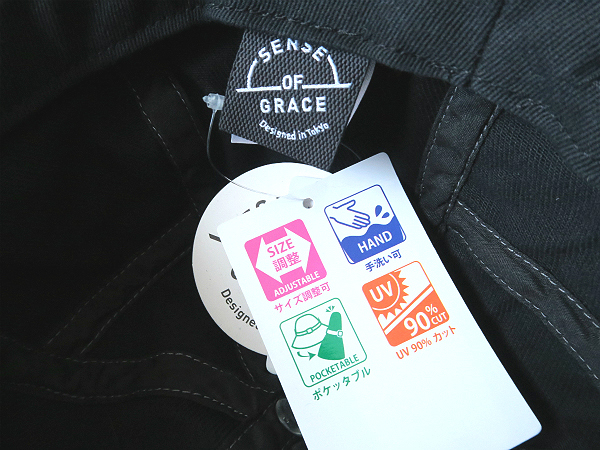 SENSE
OF
GRACE
Designed in Tokyo
SIZE
調整
ADJUSTABLE
サイズ調整可
HAND
手洗い可
POCKETABLE
ポケッタブル
UV
90%
CUT
UV 90% カット
Designed